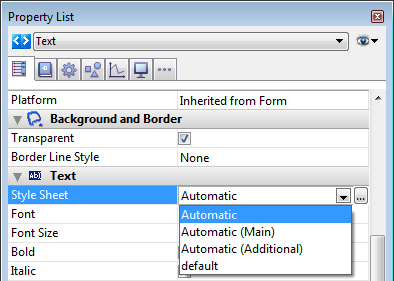 Property List
Text
Platform Inherited from Form
Background and Border
Transparent
Border Line Style None
Text
Style Sheet Automatic ...
Font Automatic
Font Size Automatic (Main)
Bold Automatic (Additional)
Italic default